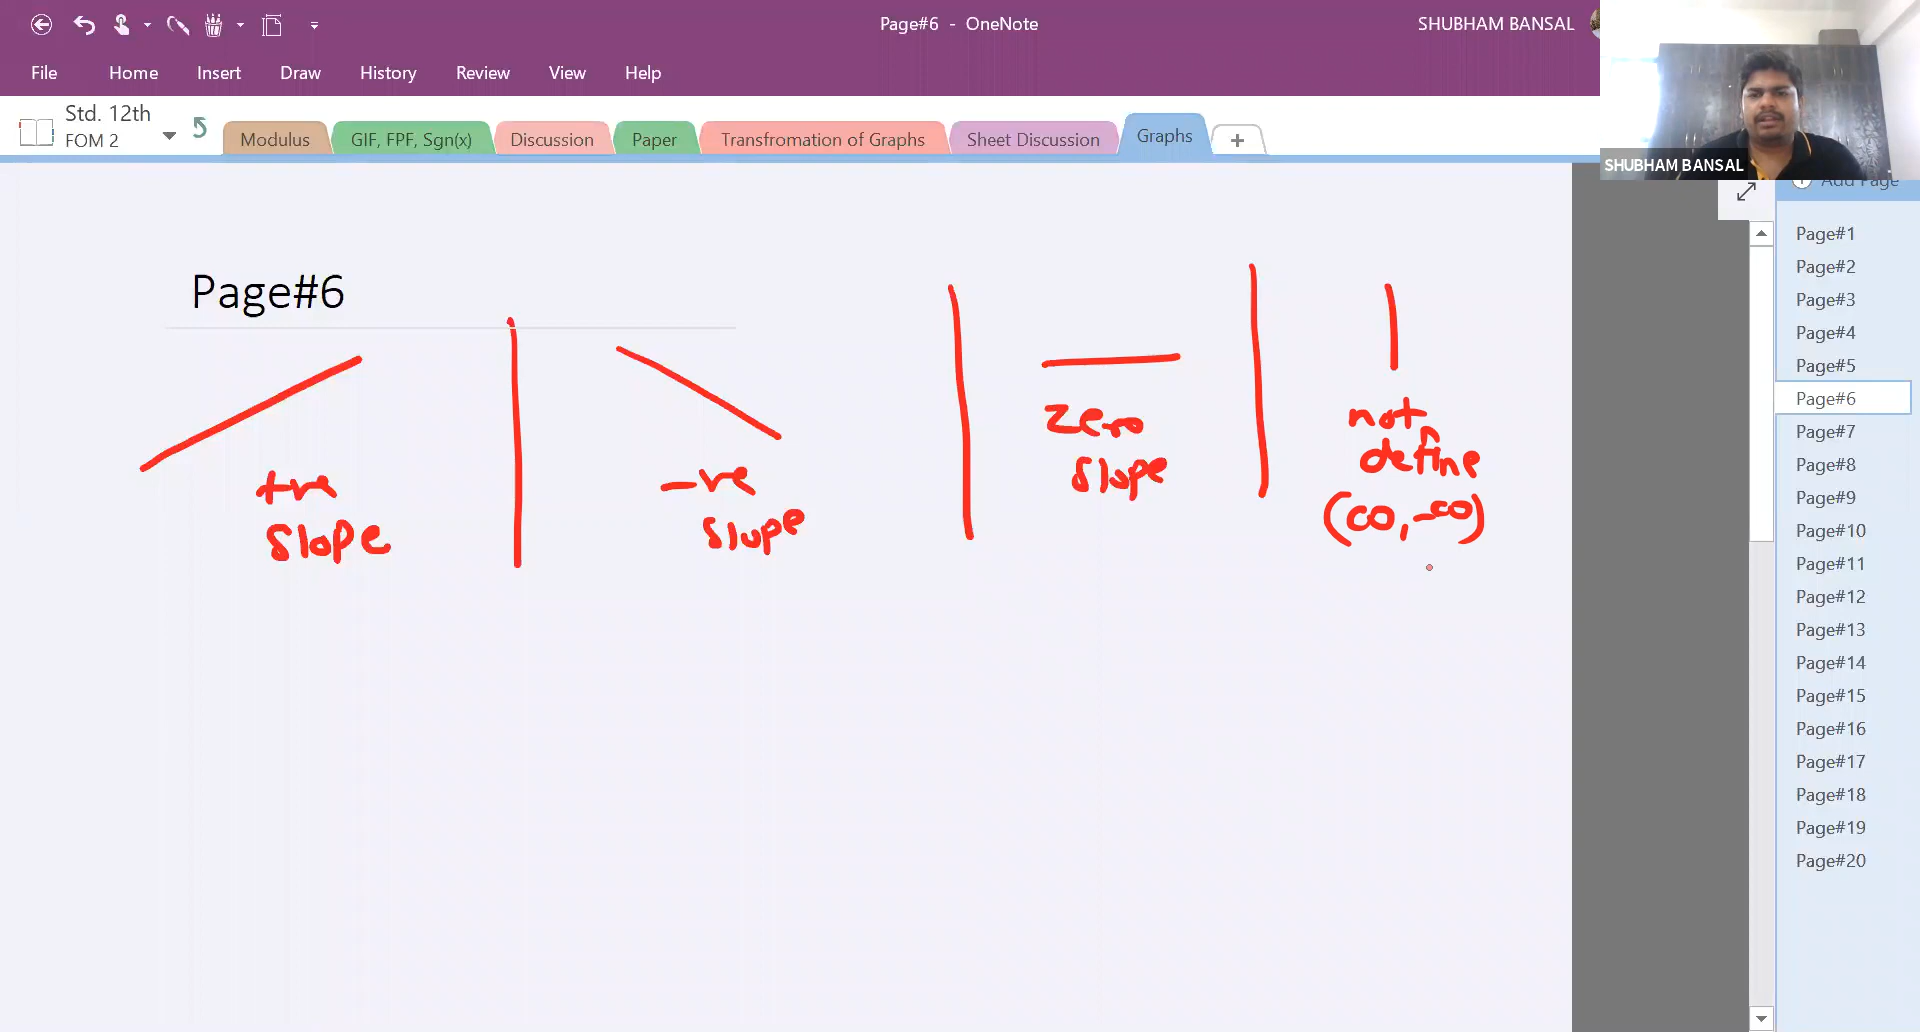 Page#6 - OneNote
SHUBHAM BANSAL
File Home Insert Draw History Review View Help
Std. 12th
FOM 2
Modulus GIF, FPF, Sgn(x) Discussion Paper Transfromation of Graphs Sheet Discussion Graphs +
SHUBHAM BANSAL
Add Page
Page#1
Page#2
Page#3
Page#4
Page#5
Page#6
Page#7
Page#8
Page#9
Page#10
Page#11
Page#12
Page#13
Page#14
Page#15
Page#16
Page#17
Page#18
Page#19
Page#20
Page#6
+ve
slope
-ve
slope
zero
slope
not
define
(∞, -∞)